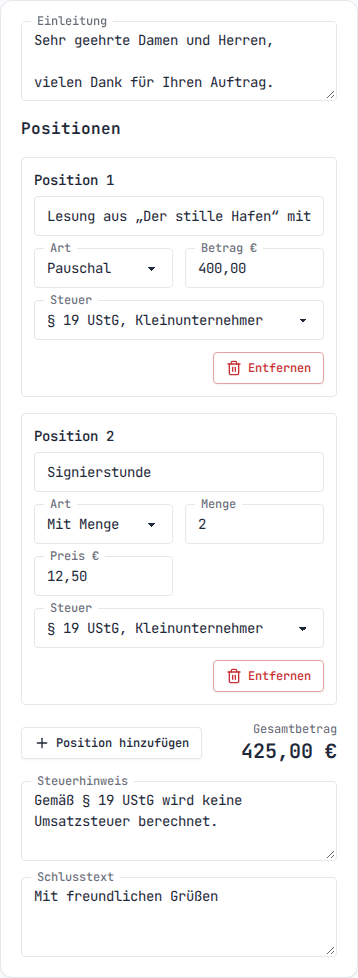 Einleitung
Sehr geehrte Damen und Herren,
vielen Dank für Ihren Auftrag.
Positionen
Position 1
Lesung aus „Der stille Hafen“ mit
Art
Betrag €
Pauschal
400,00
Steuer
§ 19 UStG, Kleinunternehmer
Entfernen
Position 2
Signierstunde
Art
Menge
Mit Menge
2
Preis €
12,50
Steuer
§ 19 UStG, Kleinunternehmer
Entfernen
Position hinzufügen
Gesamtbetrag
425,00 €
Steuerhinweis
Gemäß § 19 UStG wird keine
Umsatzsteuer berechnet.
Schlusstext
Mit freundlichen Grüßen